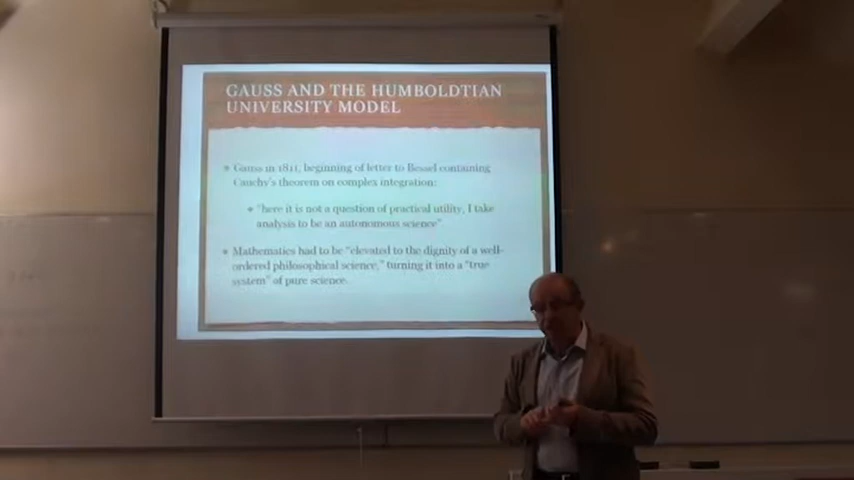 GAUSS AND THE HUMBOLDTIAN
UNIVERSITY MODEL
Gauss in 1811, beginning of letter to Bessel containing
Cauchy's theorem on complex integration:
"here it is not a question of practical utility, I take
analysis to be an autonomous science".
Mathematics had to be "elevated to the dignity of a well-
ordered philosophical science," turning it into a "true
system" of pure science.